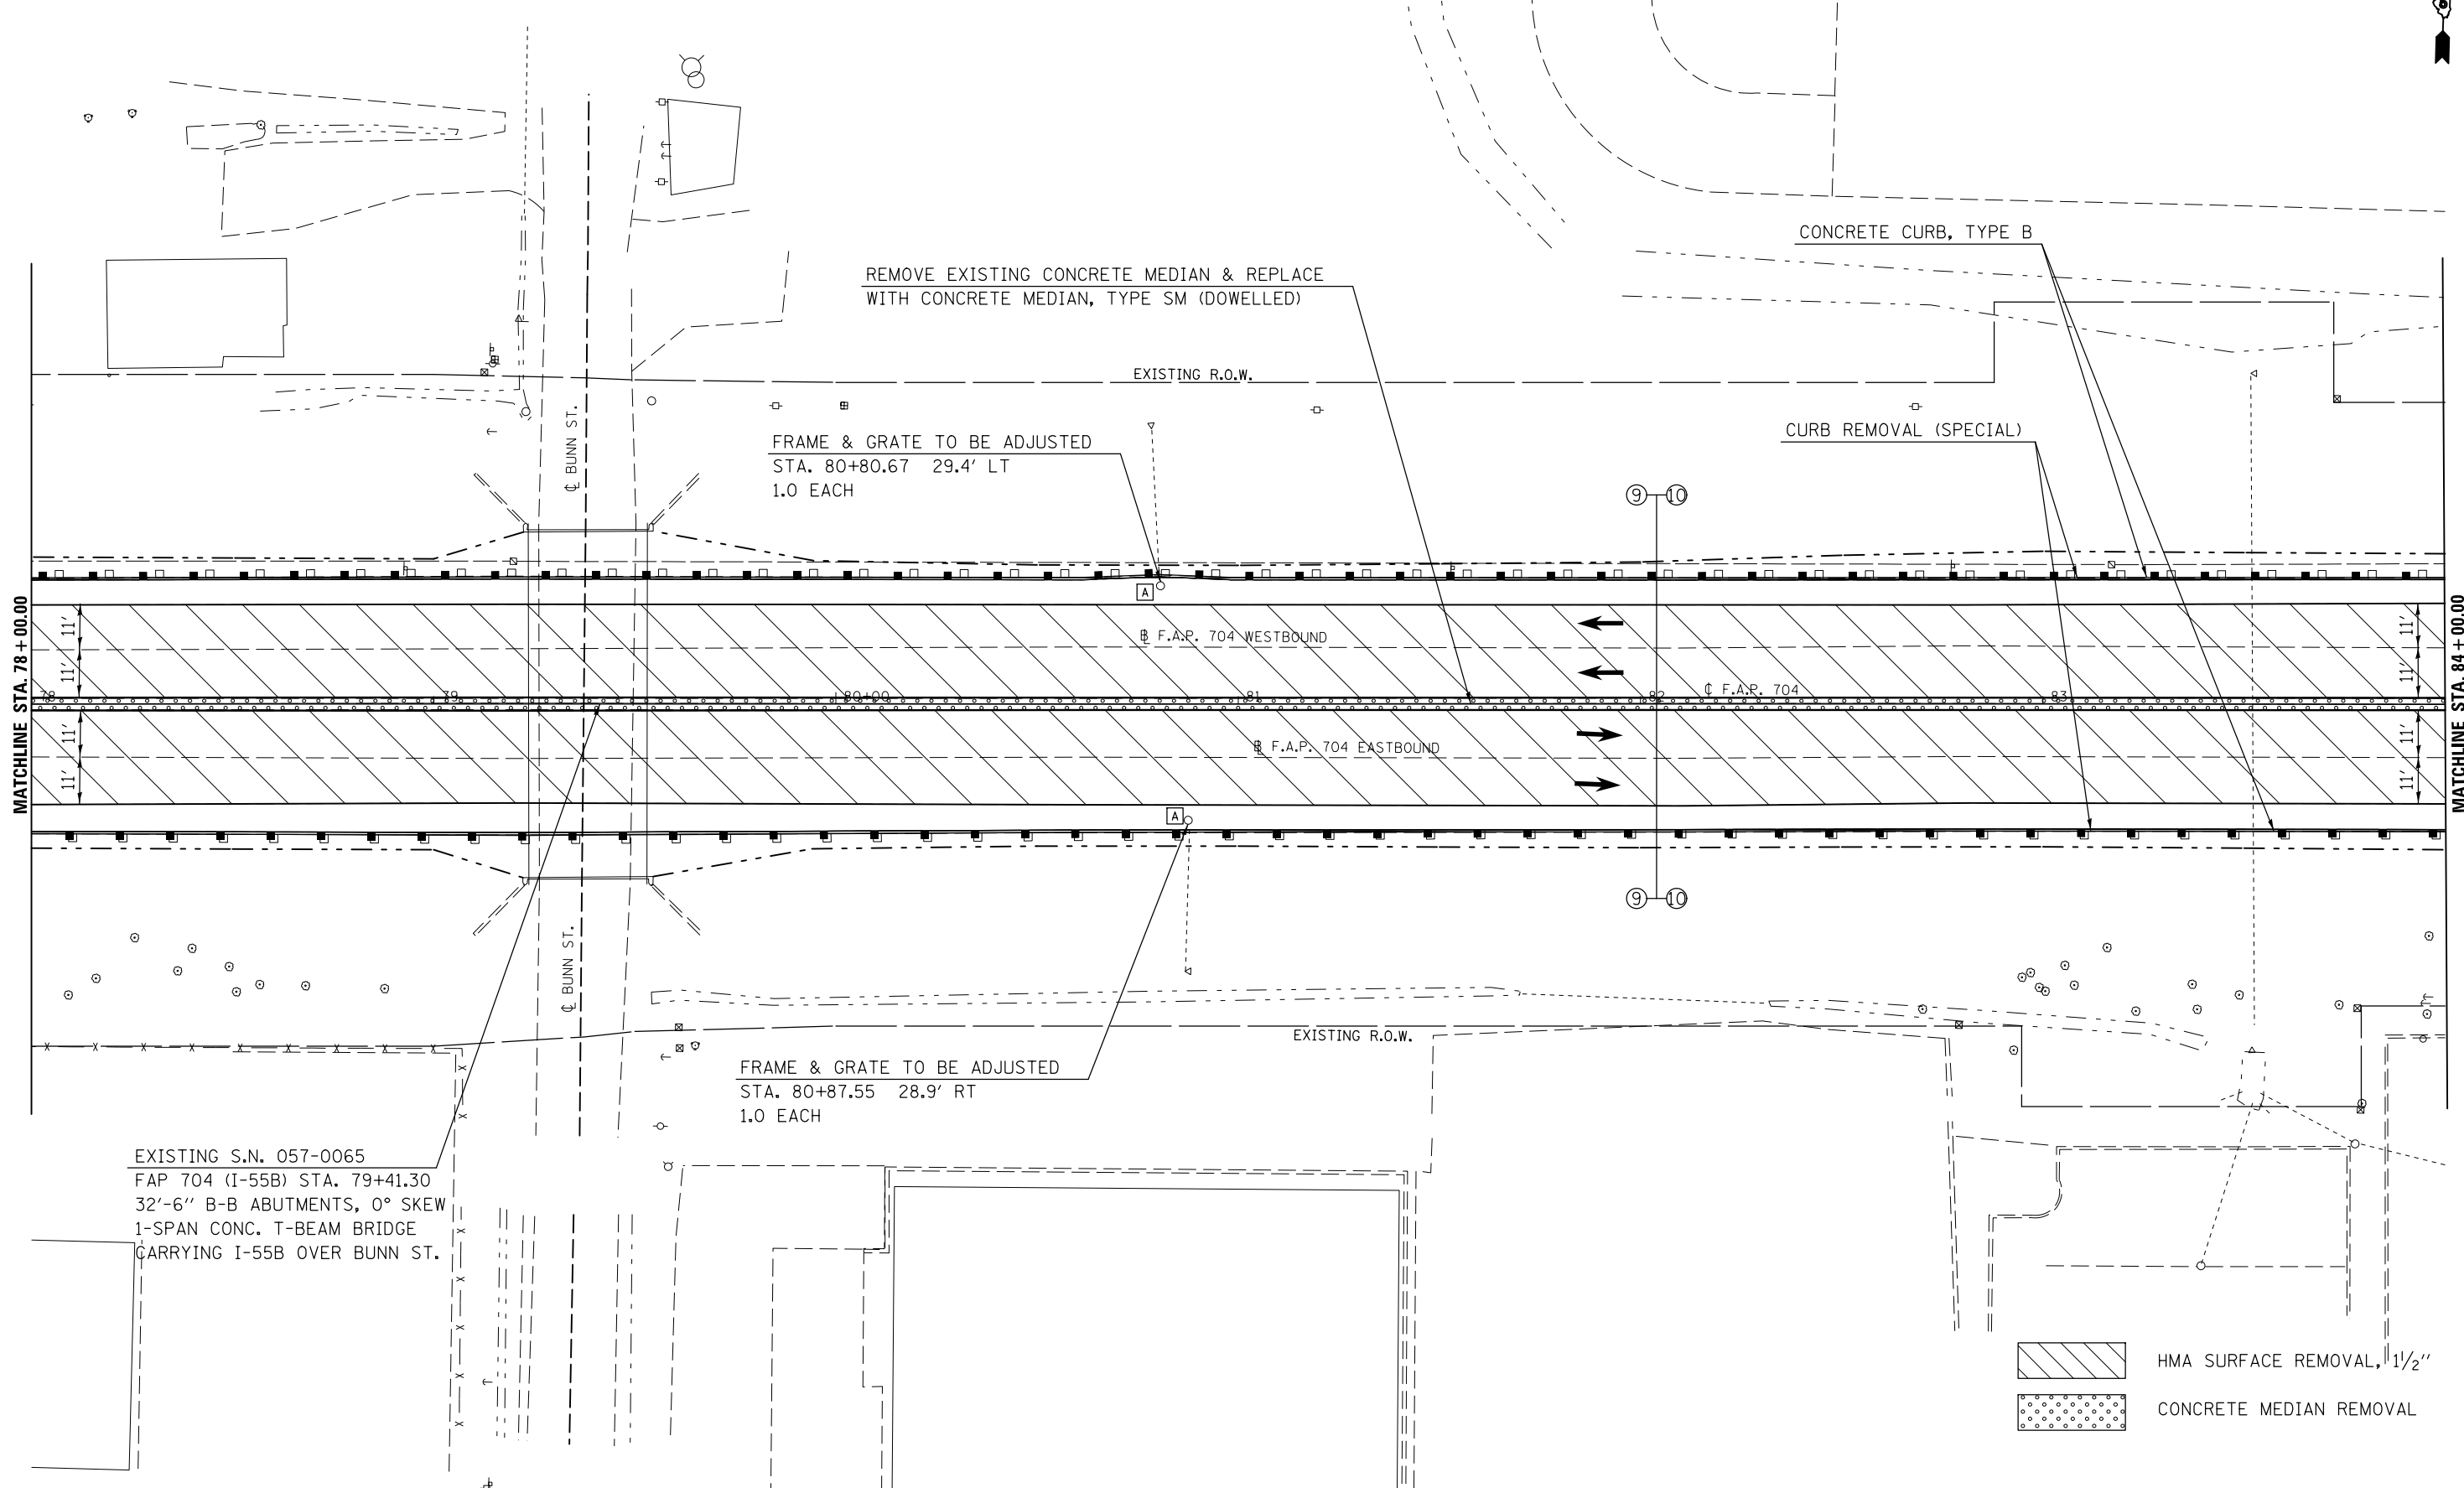 CONCRETE CURB, TYPE B
REMOVE EXISTING CONCRETE MEDIAN & REPLACE
WITH CONCRETE MEDIAN, TYPE SM (DOWELLED)
EXISTING R.O.W.
CURB REMOVAL (SPECIAL)
FRAME & GRATE TO BE ADJUSTED
STA. 80+80.67 29.4' LT
1.0 EACH
℄ BUNN ST.
9 10
A
MATCHLINE STA. 78+00.00
MATCHLINE STA. 84+00.00
11'
11'
11'
11'
B F.A.P. 704 WESTBOUND
78
79
80+00
81
82
℄ F.A.P. 704
83
B F.A.P. 704 EASTBOUND
11'
11'
11'
11'
A
9 10
℄ BUNN ST.
EXISTING R.O.W.
FRAME & GRATE TO BE ADJUSTED
STA. 80+87.55 28.9' RT
1.0 EACH
EXISTING S.N. 057-0065
FAP 704 (I-55B) STA. 79+41.30
32'-6" B-B ABUTMENTS, 0° SKEW
1-SPAN CONC. T-BEAM BRIDGE
CARRYING I-55B OVER BUNN ST.
HMA SURFACE REMOVAL, 1½"
CONCRETE MEDIAN REMOVAL